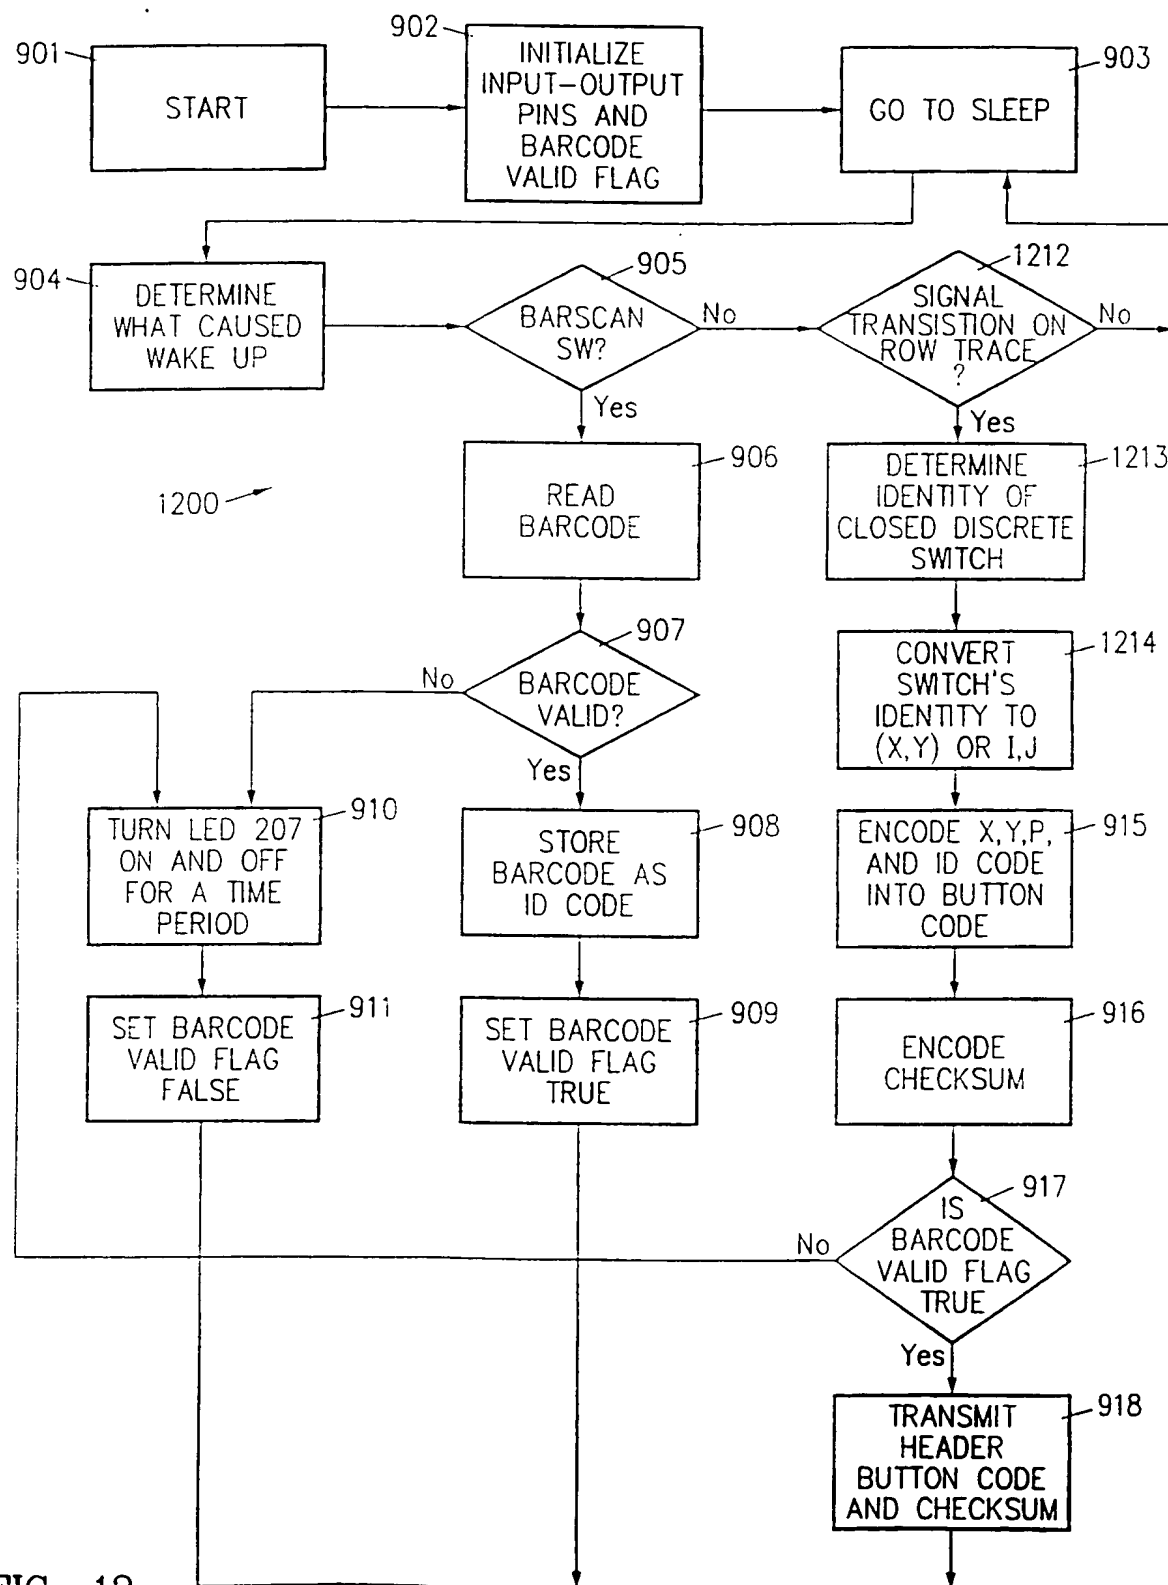 901
START
902
INITIALIZE
INPUT-OUTPUT
PINS AND
BARCODE
VALID FLAG
903
GO TO SLEEP
904
DETERMINE
WHAT CAUSED
WAKE UP
905
BARSCAN
SW?
No
Yes
1212
SIGNAL
TRANSISTION ON
ROW TRACE
?
No
Yes
1200
906
READ
BARCODE
1213
DETERMINE
IDENTITY OF
CLOSED DISCRETE
SWITCH
907
BARCODE
VALID?
No
Yes
1214
CONVERT
SWITCH'S
IDENTITY TO
(X,Y) OR I,J
910
TURN LED 207
ON AND OFF
FOR A TIME
PERIOD
908
STORE
BARCODE AS
ID CODE
915
ENCODE X,Y,P,
AND ID CODE
INTO BUTTON
CODE
911
SET BARCODE
VALID FLAG
FALSE
909
SET BARCODE
VALID FLAG
TRUE
916
ENCODE
CHECKSUM
917
IS
BARCODE
VALID FLAG
TRUE
No
Yes
918
TRANSMIT
HEADER
BUTTON CODE
AND CHECKSUM